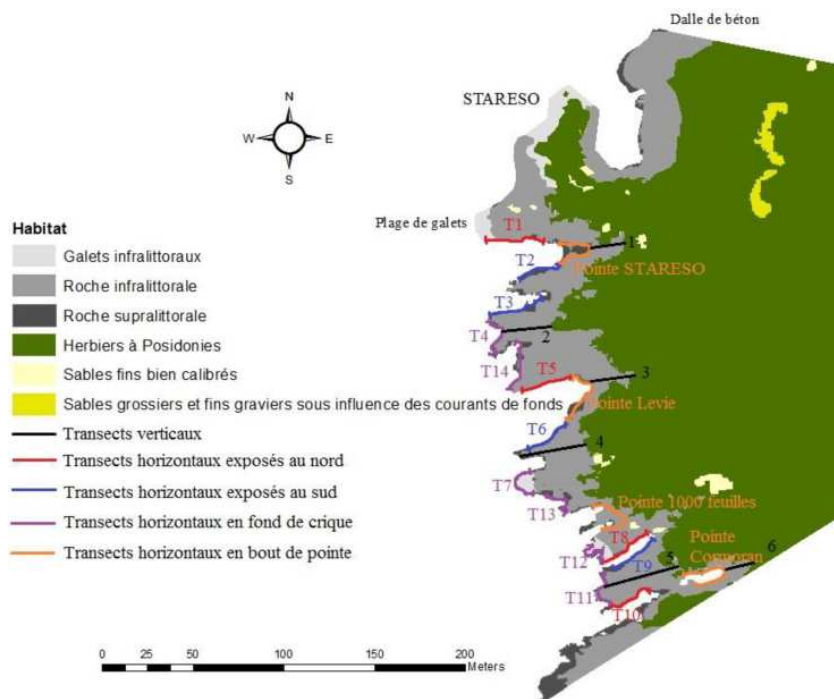 Dalle de béton
STARESO
N
W
E
S
Plage de galets
T1
1
T2
Pointe STARESO
T3
T4
2
T14
T5
3
Pointe Levie
T6
4
T7
T13
Pointe 1000 feuilles
T8
T12
T9
5
Pointe
Cormoran
6
T11
T10
Habitat
Galets infralittoraux
Roche infralittorale
Roche supralittorale
Herbiers à Posidonies
Sables fins bien calibrés
Sables grossiers et fins graviers sous influence des courants de fonds
Transects verticaux
Transects horizontaux exposés au nord
Transects horizontaux exposés au sud
Transects horizontaux en fond de crique
Transects horizontaux en bout de pointe
0 25 50 100 150 200
Meters